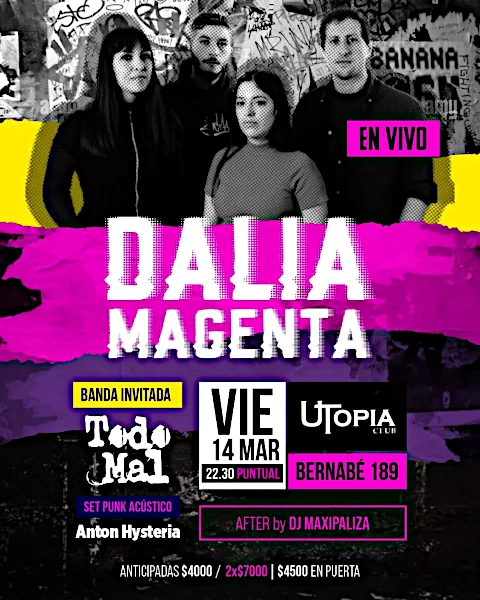 BANANA
EN VIVO
DALIA
MAGENTA
BANDA INVITADA
Todo
Mal
SET PUNK ACÚSTICO
Anton Hysteria
VIE
14 MAR
22.30 PUNTUAL
UTOPIA
CLUB
BERNABÉ 189
AFTER by DJ MAXIPALIZA
ANTICIPADAS $4000 / 2x$7000 | $4500 EN PUERTA